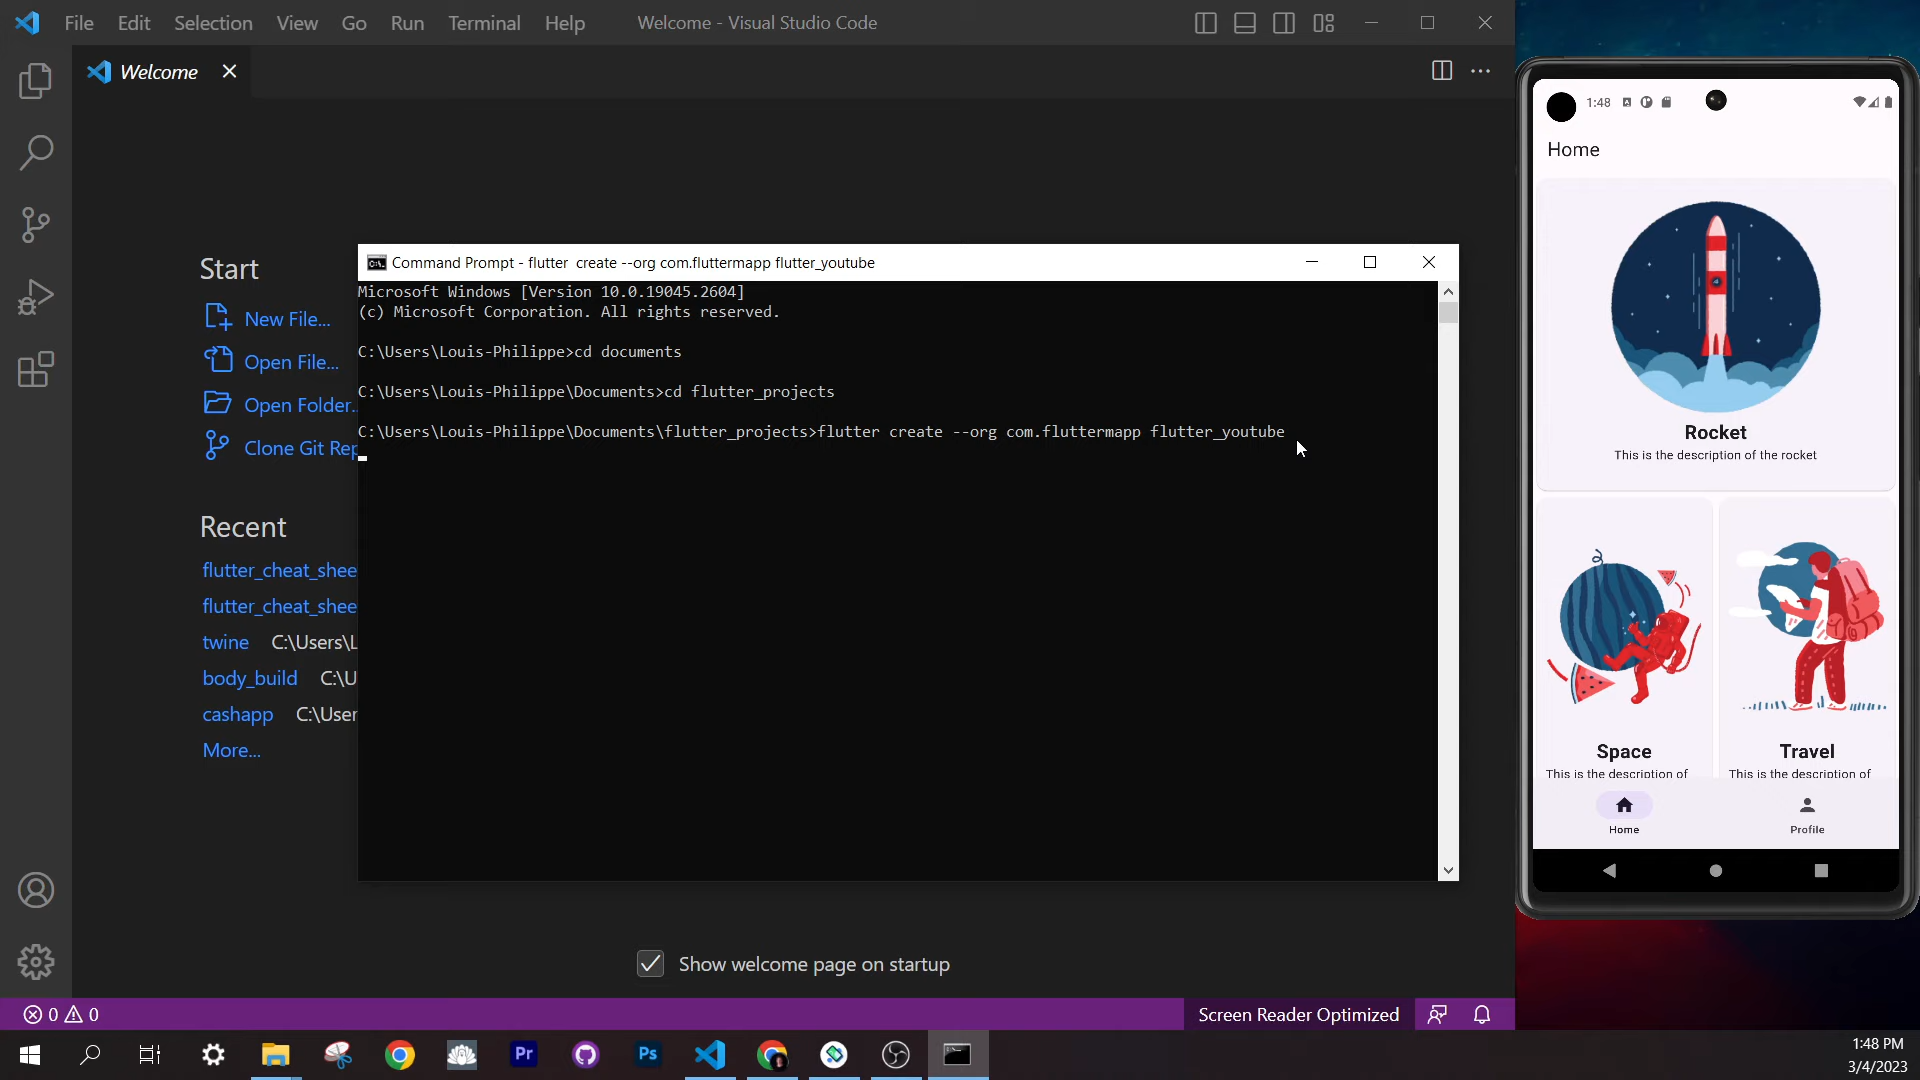 File Edit Selection View Go Run Terminal Help Welcome - Visual Studio Code
Welcome
Start
New File...
Open File...
Open Folder..
Clone Git Rep
Recent
flutter_cheat_shee
flutter_cheat_shee
twine C:\Users\L
body_build C:\U
cashapp C:\User
More...
Command Prompt - flutter create --org com.fluttermapp flutter_youtube
Microsoft Windows [Version 10.0.19045.2604]
(c) Microsoft Corporation. All rights reserved.
C:\Users\Louis-Philippe>cd documents
C:\Users\Louis-Philippe\Documents>cd flutter_projects
C:\Users\Louis-Philippe\Documents\flutter_projects>flutter create --org com.fluttermapp flutter_youtube
Show welcome page on startup
0 0
Screen Reader Optimized
1:48
Home
Rocket
This is the description of the rocket
Space
This is the description of
Travel
This is the description of
Home
Profile
Pr
Ps
1:48 PM
3/4/2023